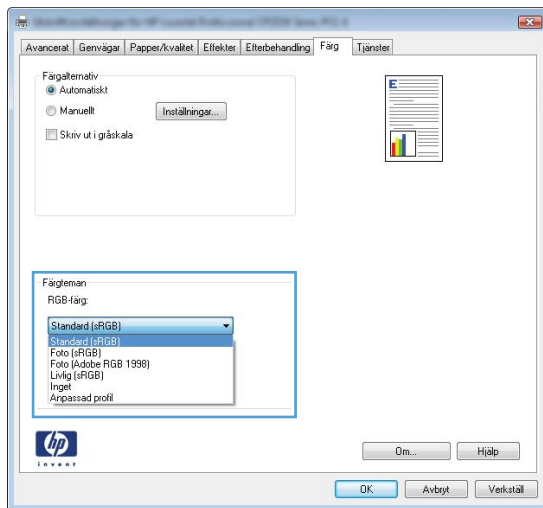 Avancerat Genvägar Papper/kvalitet Effekter Efterbehandling Färg Tjänster
Färgalternativ
Automatiskt
Manuellt Inställningar...
Skriv ut i gråskala
E
Färgteman
RGB-färg:
Standard (sRGB)
Standard (sRGB)
Foto (sRGB)
Foto (Adobe RGB 1998)
Livlig (sRGB)
Inget
Anpassad profil
hp
invent
Om... Hjälp
OK Avbryt Verkställ